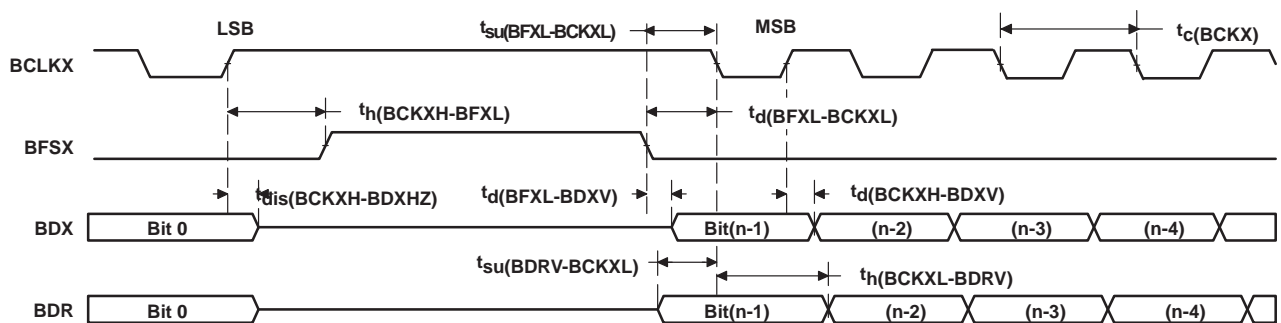 LSB
tsu(BFXL-BCKXL)
MSB
tc(BCKX)
BCLKX
th(BCKXH-BFXL)
td(BFXL-BCKXL)
BFSX
tdis(BCKXH-BDXHZ)
td(BFXL-BDXV)
td(BCKXH-BDXV)
BDX
Bit 0
Bit(n-1)
(n-2)
(n-3)
(n-4)
tsu(BDRV-BCKXL)
th(BCKXL-BDRV)
BDR
Bit 0
Bit(n-1)
(n-2)
(n-3)
(n-4)